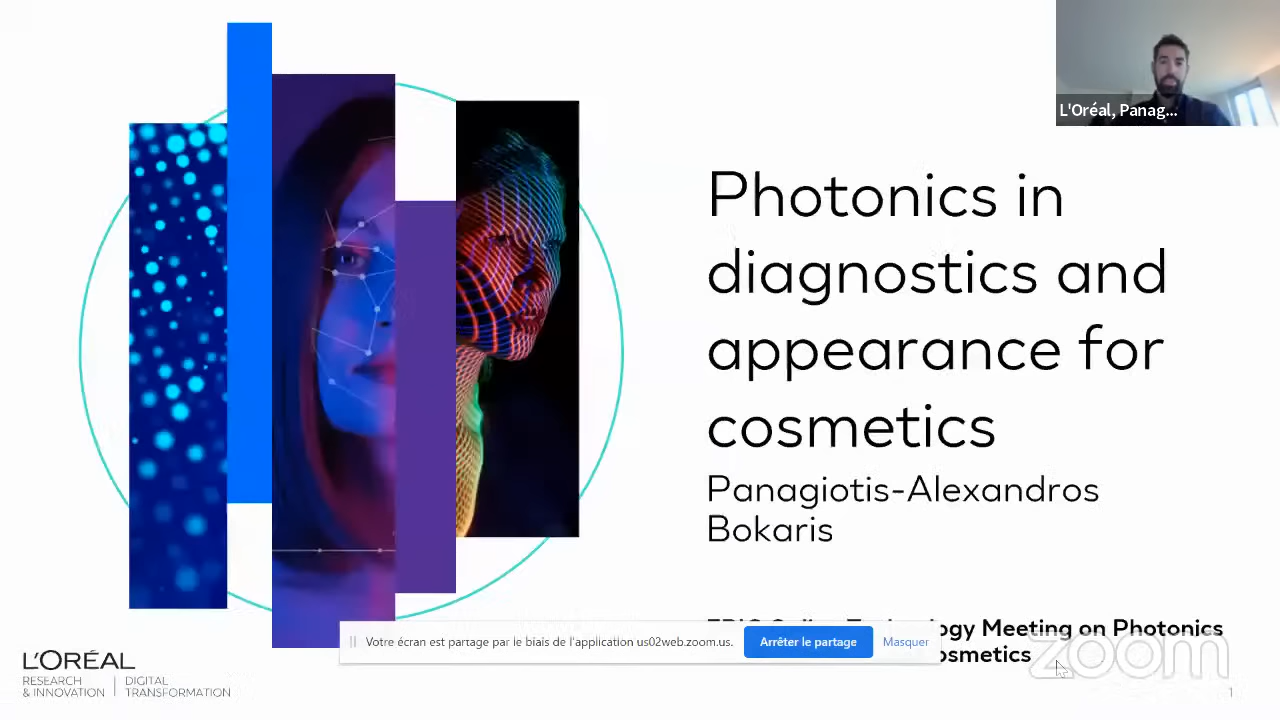 L'Oréal, Panag...
Photonics in
diagnostics and
appearance for
cosmetics
Panagiotis-Alexandros
Bokaris
Technology Meeting on Photonics
osmetics
Votre écran est partagé par le biais de l'application us02web.zoom.us.
Arrêter le partage
Masquer
zoom
L'ORÉAL
RESEARCH
& INNOVATION
DIGITAL
TRANSFORMATION
1